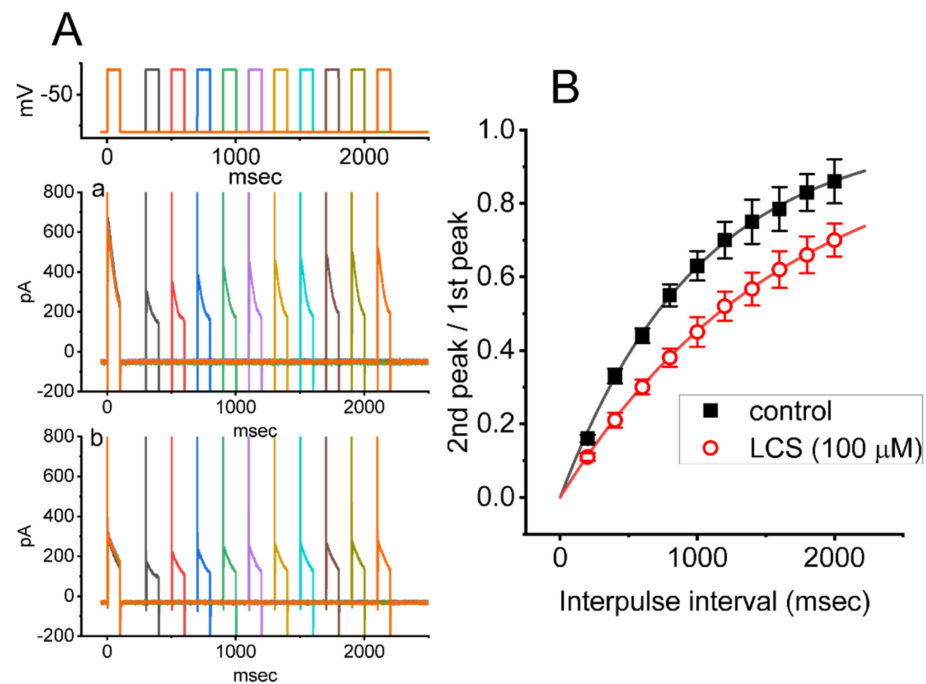 A
mV
-50
0 1000 2000
msec
a
800
600
400
200
0
-200
pA
0 1000 2000
msec
b
800
600
400
200
0
-200
pA
0 1000 2000
msec
B
1.0
0.8
0.6
0.4
0.2
0.0
2nd peak / 1st peak
control
LCS (100 μM)
0 1000 2000
Interpulse interval (msec)